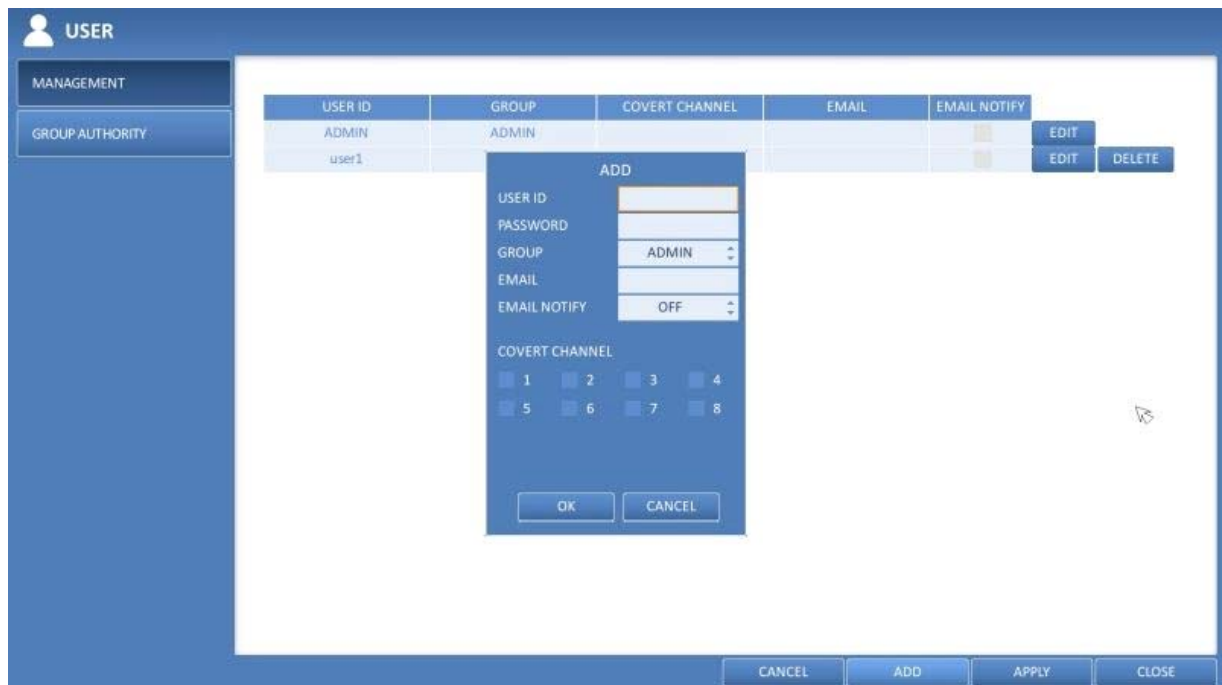 USER
MANAGEMENT
GROUP AUTHORITY
USER ID GROUP COVERT CHANNEL EMAIL EMAIL NOTIFY
ADMIN ADMIN EDIT
user1 EDIT DELETE
ADD
USER ID
PASSWORD
GROUP ADMIN
EMAIL
EMAIL NOTIFY OFF
COVERT CHANNEL
1 2 3 4
5 6 7 8
OK CANCEL
CANCEL ADD APPLY CLOSE